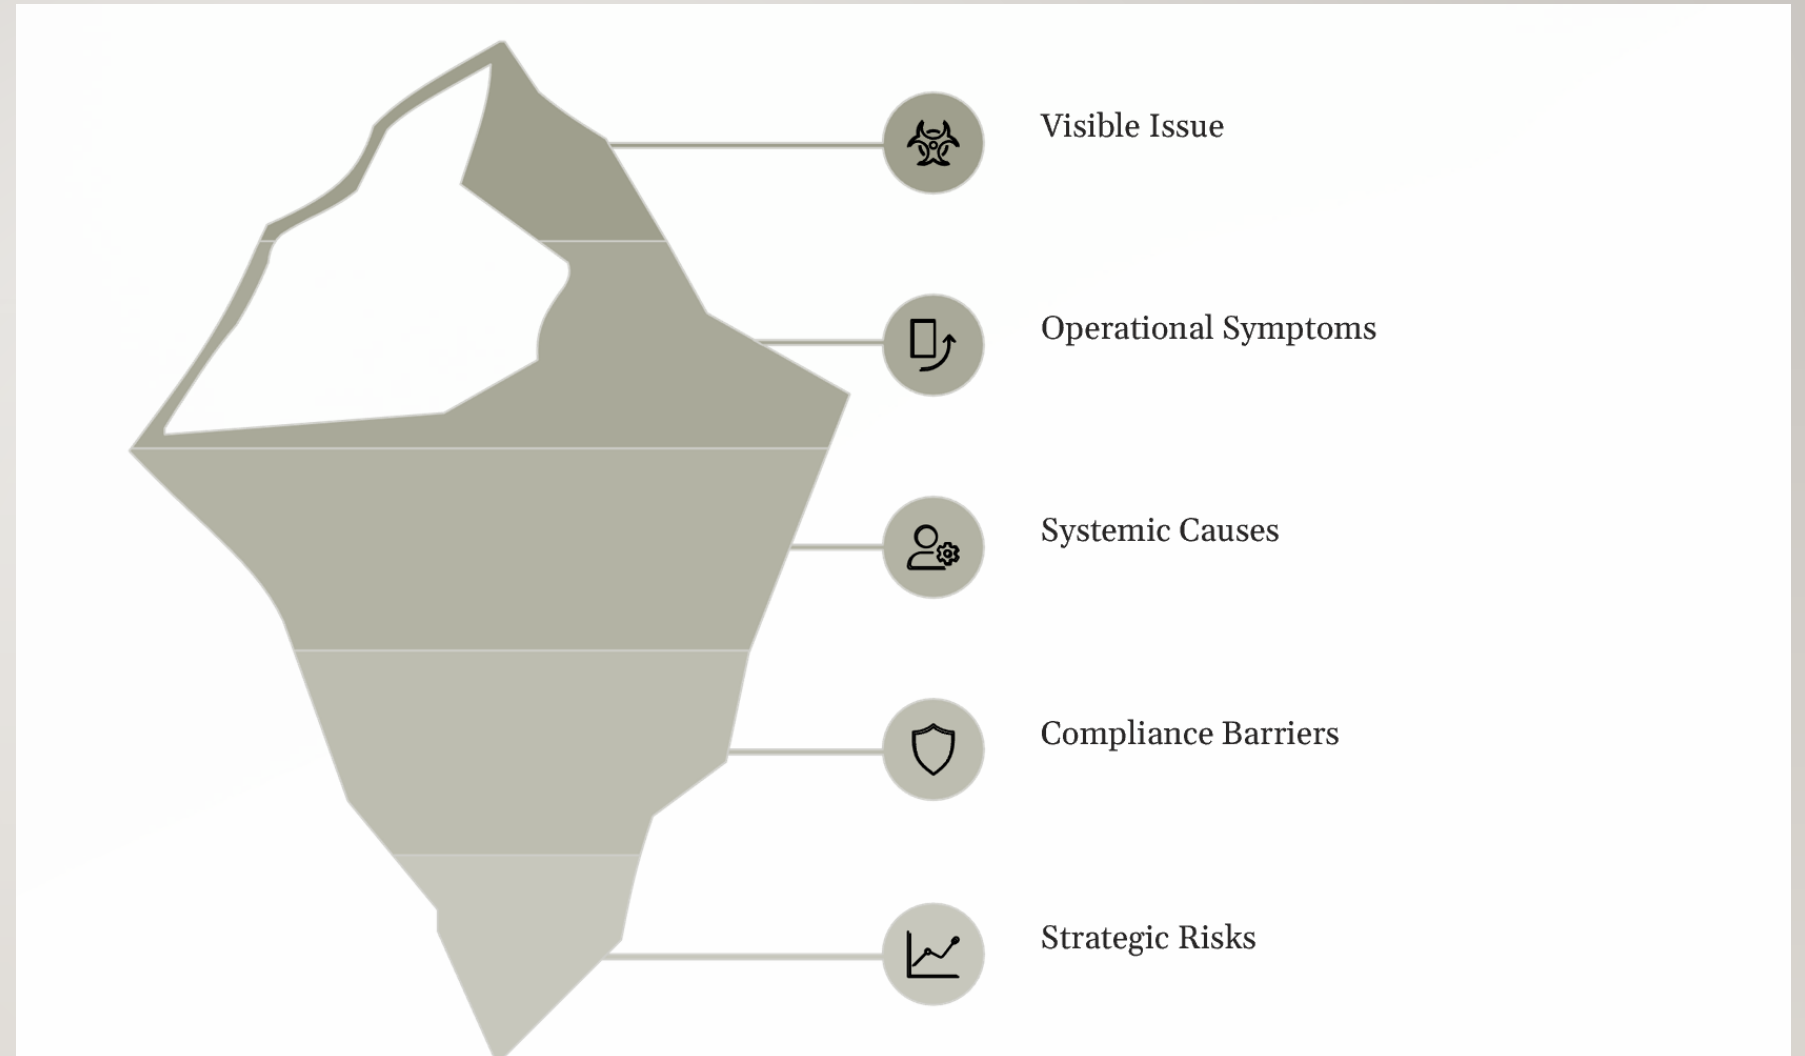 Visible Issue
Operational Symptoms
Systemic Causes
Compliance Barriers
Strategic Risks